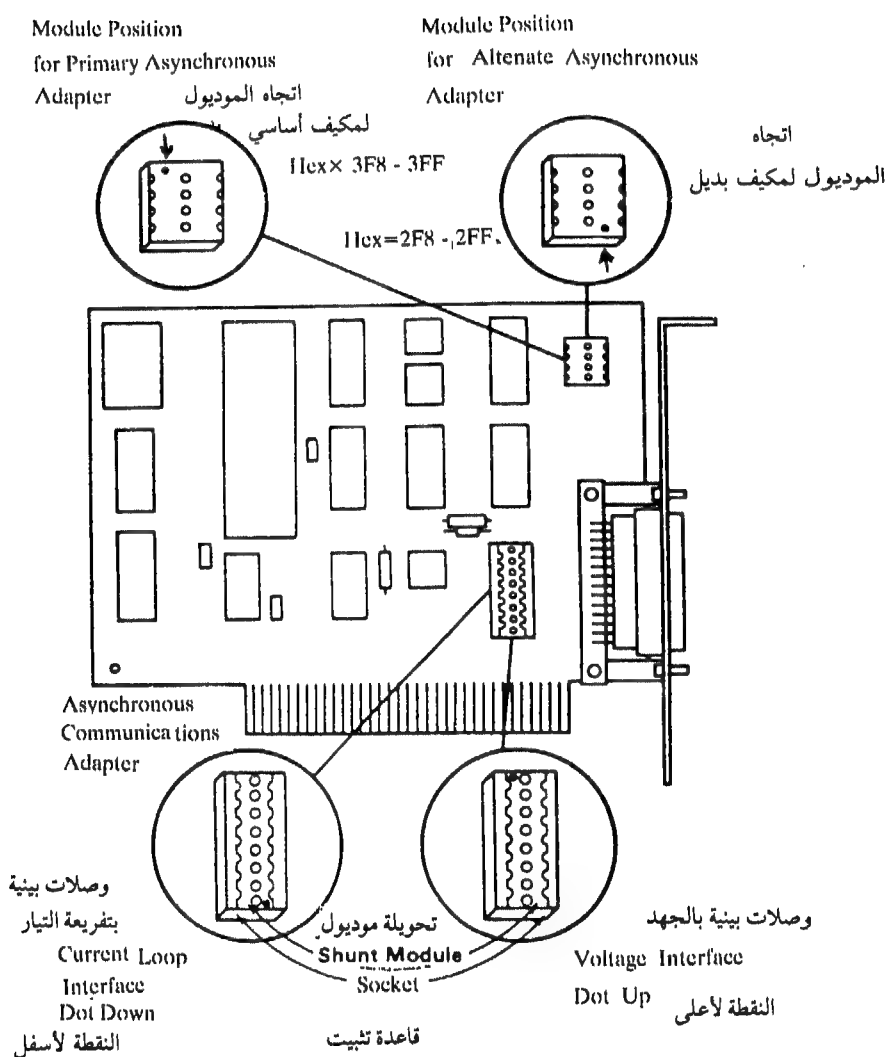 Module Position
for Primary Asynchronous
Adapter
اتجاه الموديول
لمكيف أساسي
Hex× 3F8 - 3FF
Module Position
for Altenate Asynchronous
Adapter
اتجاه
الموديول لمكيف بديل
Hex=2F8 - 2FF
Asynchronous
Communications
Adapter
وصلات بينية
بتفريعة التيار
Current Loop
Interface
Dot Down
النقطة لأسفل
تحويلة موديول
Shunt Module
Socket
قاعدة تثبيت
وصلات بينية بالجهد
Voltage Interface
Dot Up
النقطة لأعلى